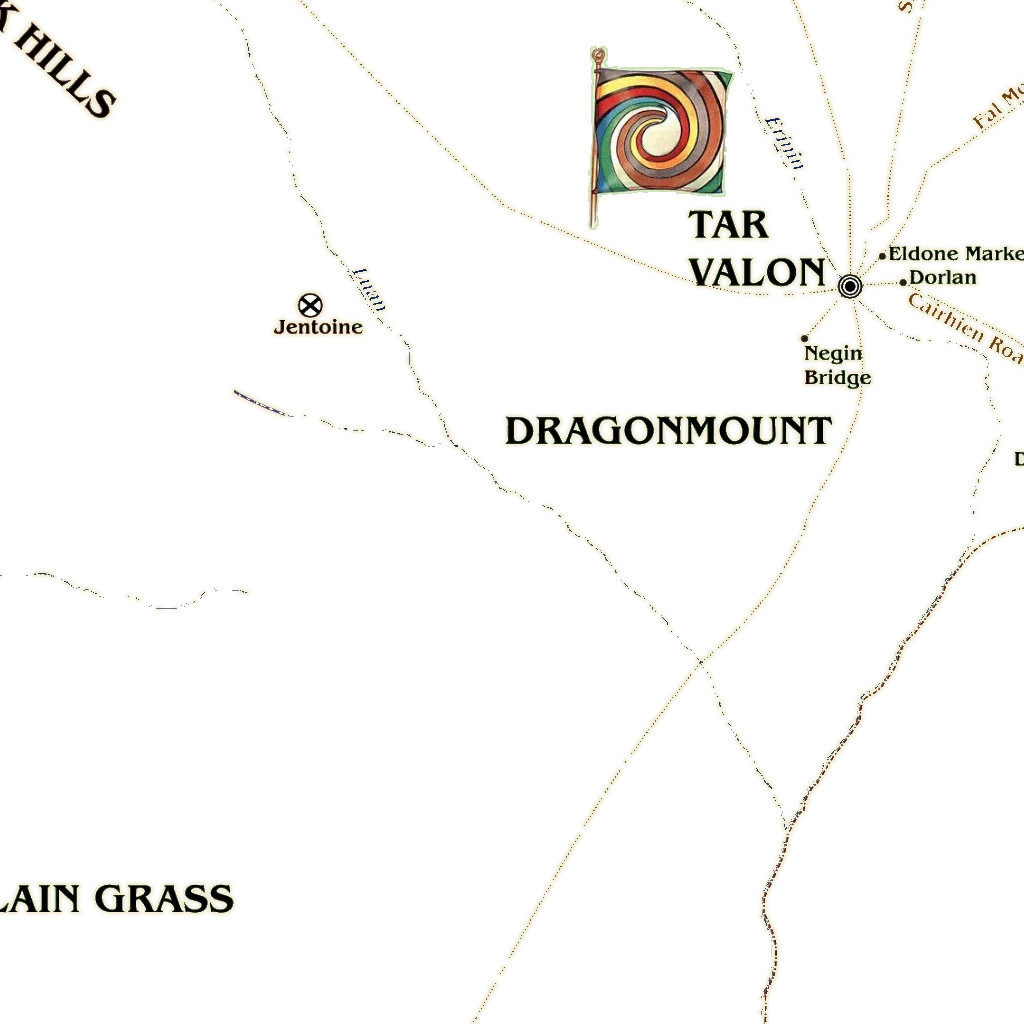 HILLS
Erinin
TAR
VALON
Eldone Marke
Dorlan
Cairhien Roa
Fal Mo
Luan
Jentoine
Negin
Bridge
DRAGONMOUNT
LAIN GRASS